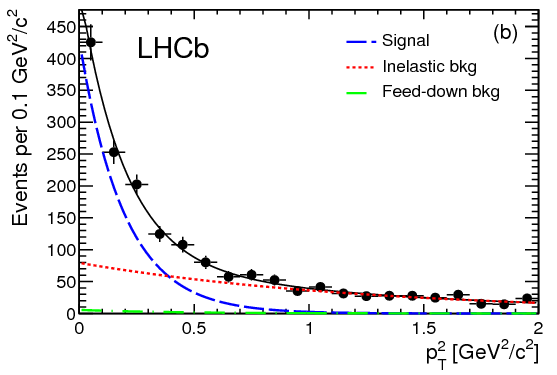 Events per 0.1 GeV²/c²
450
400
350
300
250
200
150
100
50
0
LHCb
(b)
Signal
Inelastic bkg
Feed-down bkg
0 0.5 1 1.5 2
p_T² [GeV²/c²]